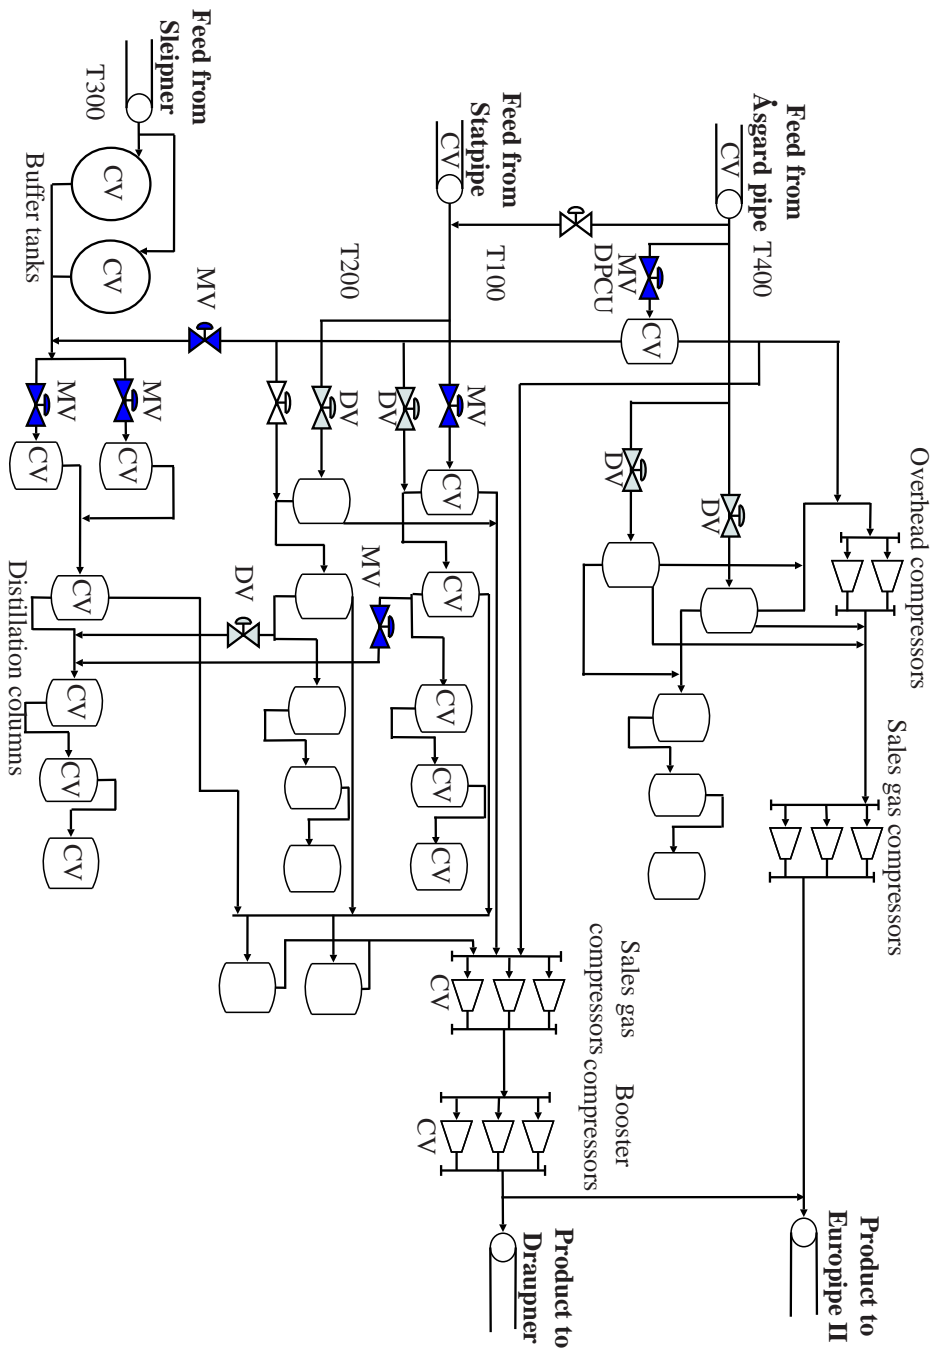 Overhead compressors
Sales gas compressors
Product to
Europipe II
Feed from
Åsgard pipe
T400
CV
DV
MV
DPCU
CV
DV
Sales gas
compressors
Booster
compressors
Product to
Draupner
Feed from
Statpipe
CV
T100
MV
CV
CV
CV
CV
CV
CV
CV
DV
MV
T200
DV
DV
MV
Feed from
Sleipner
T300
CV
CV
Buffer tanks
MV
CV
MV
CV
CV
CV
CV
CV
Distillation columns